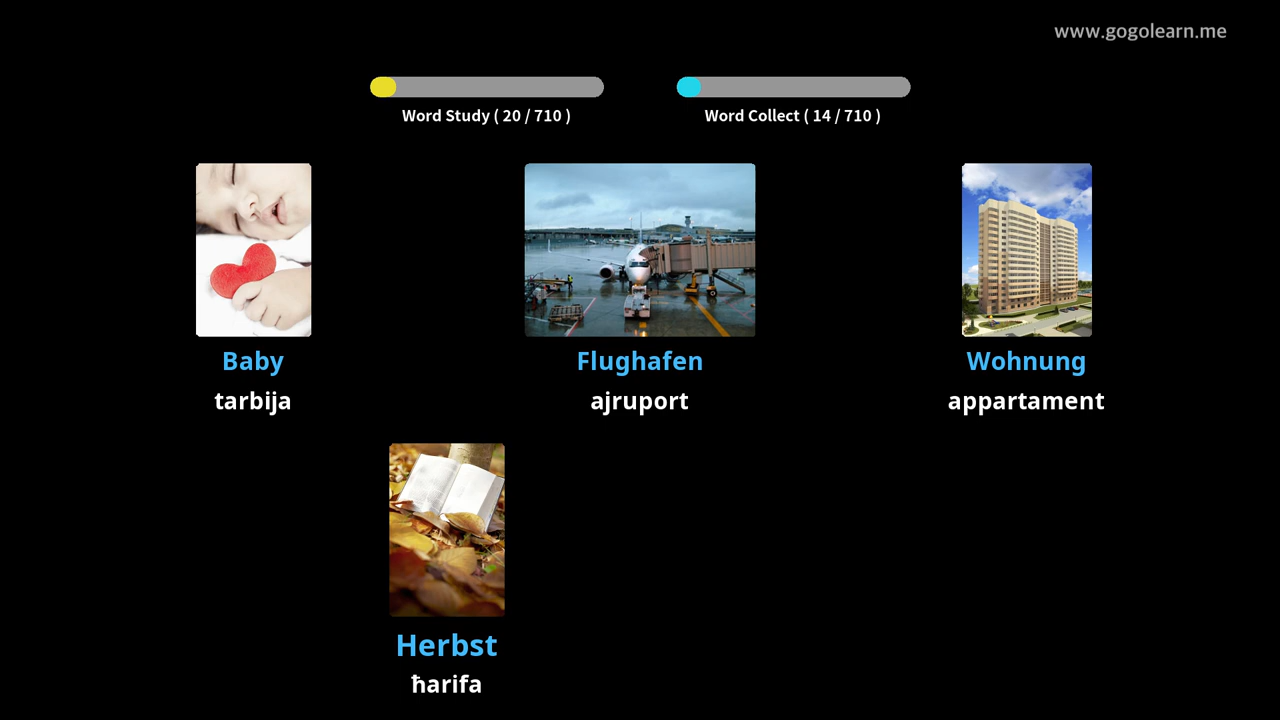 www.gogolearn.me
Word Study ( 20 / 710 )
Word Collect ( 14 / 710 )
Baby
tarbija
Flughafen
ajruport
Wohnung
appartament
Herbst
ħarifa